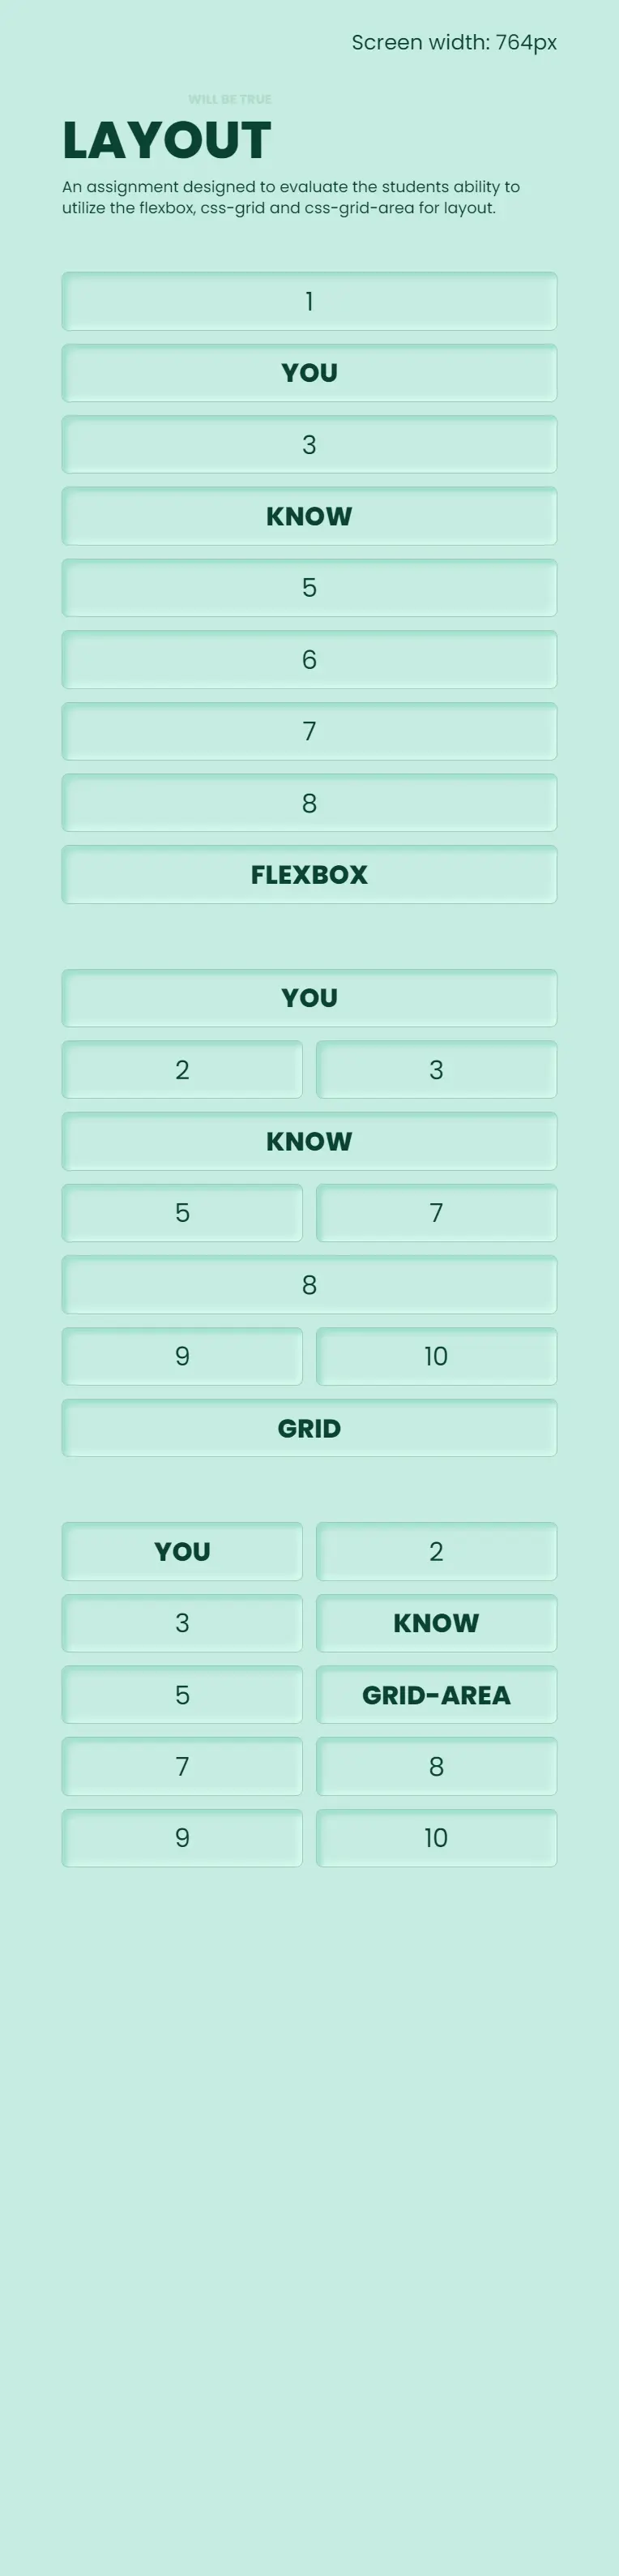 Screen width: 764px
WILL BE TRUE
LAYOUT
An assignment designed to evaluate the students ability to
utilize the flexbox, css-grid and css-grid-area for layout.
1
YOU
3
KNOW
5
6
7
8
FLEXBOX
YOU
2 3
KNOW
5 7
8
9 10
GRID
YOU 2
3 KNOW
5 GRID-AREA
7 8
9 10